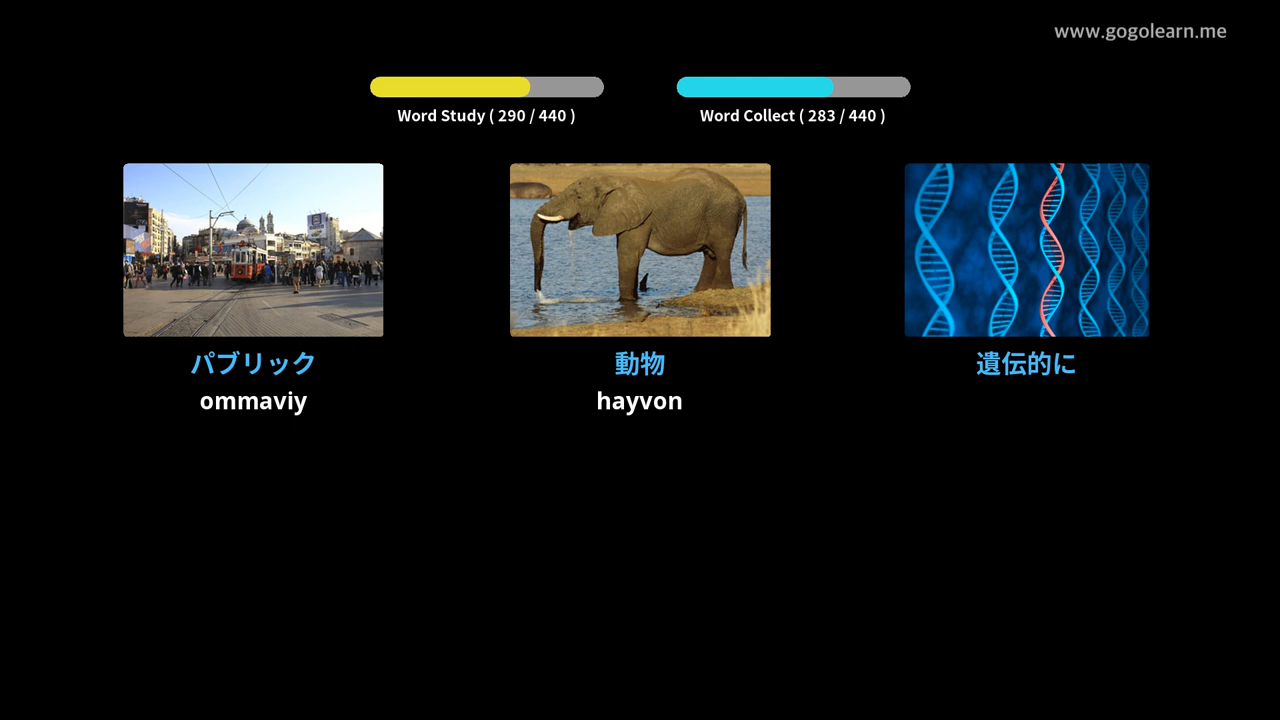 www.gogolearn.me
Word Study ( 290 / 440 )
Word Collect ( 283 / 440 )
パブリック
ommaviy
動物
hayvon
遺伝的に